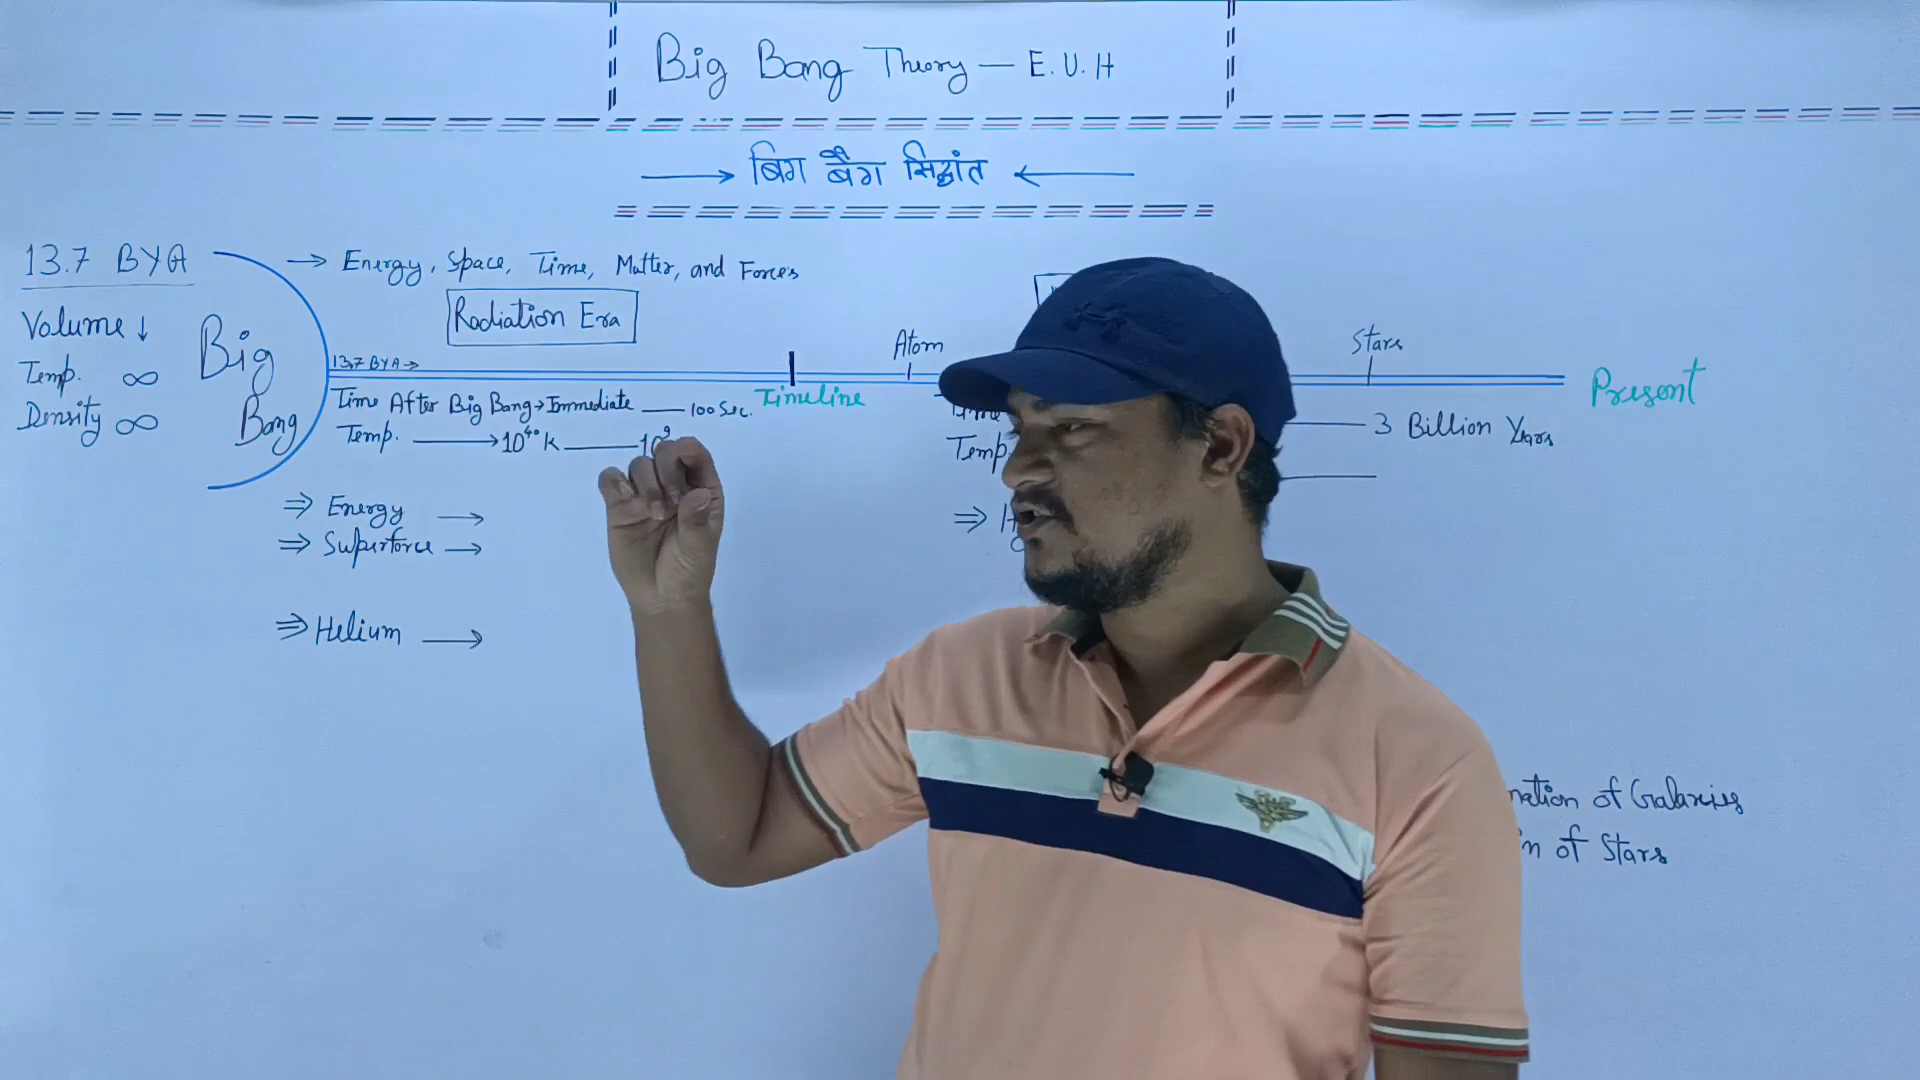 Big Bang Theory — E. U. H
बिग बैंग सिद्धांत
13.7 BYA
Volume ↓
Temp. ∞
Density ∞
Big
Bang
→ Energy, Space, Time, Matter, and Forces
Radiation Era
13.7 BYA →
Time After Big Bang → Immediate — 100 Sec.
Temp. → 10⁴⁰ K — 10⁹
⇒ Energy →
⇒ Superforce →
⇒ Helium →
Timeline
Atom
Stars
Present
Time
3 Billion Years
Temp.
of Galaxies
of Stars